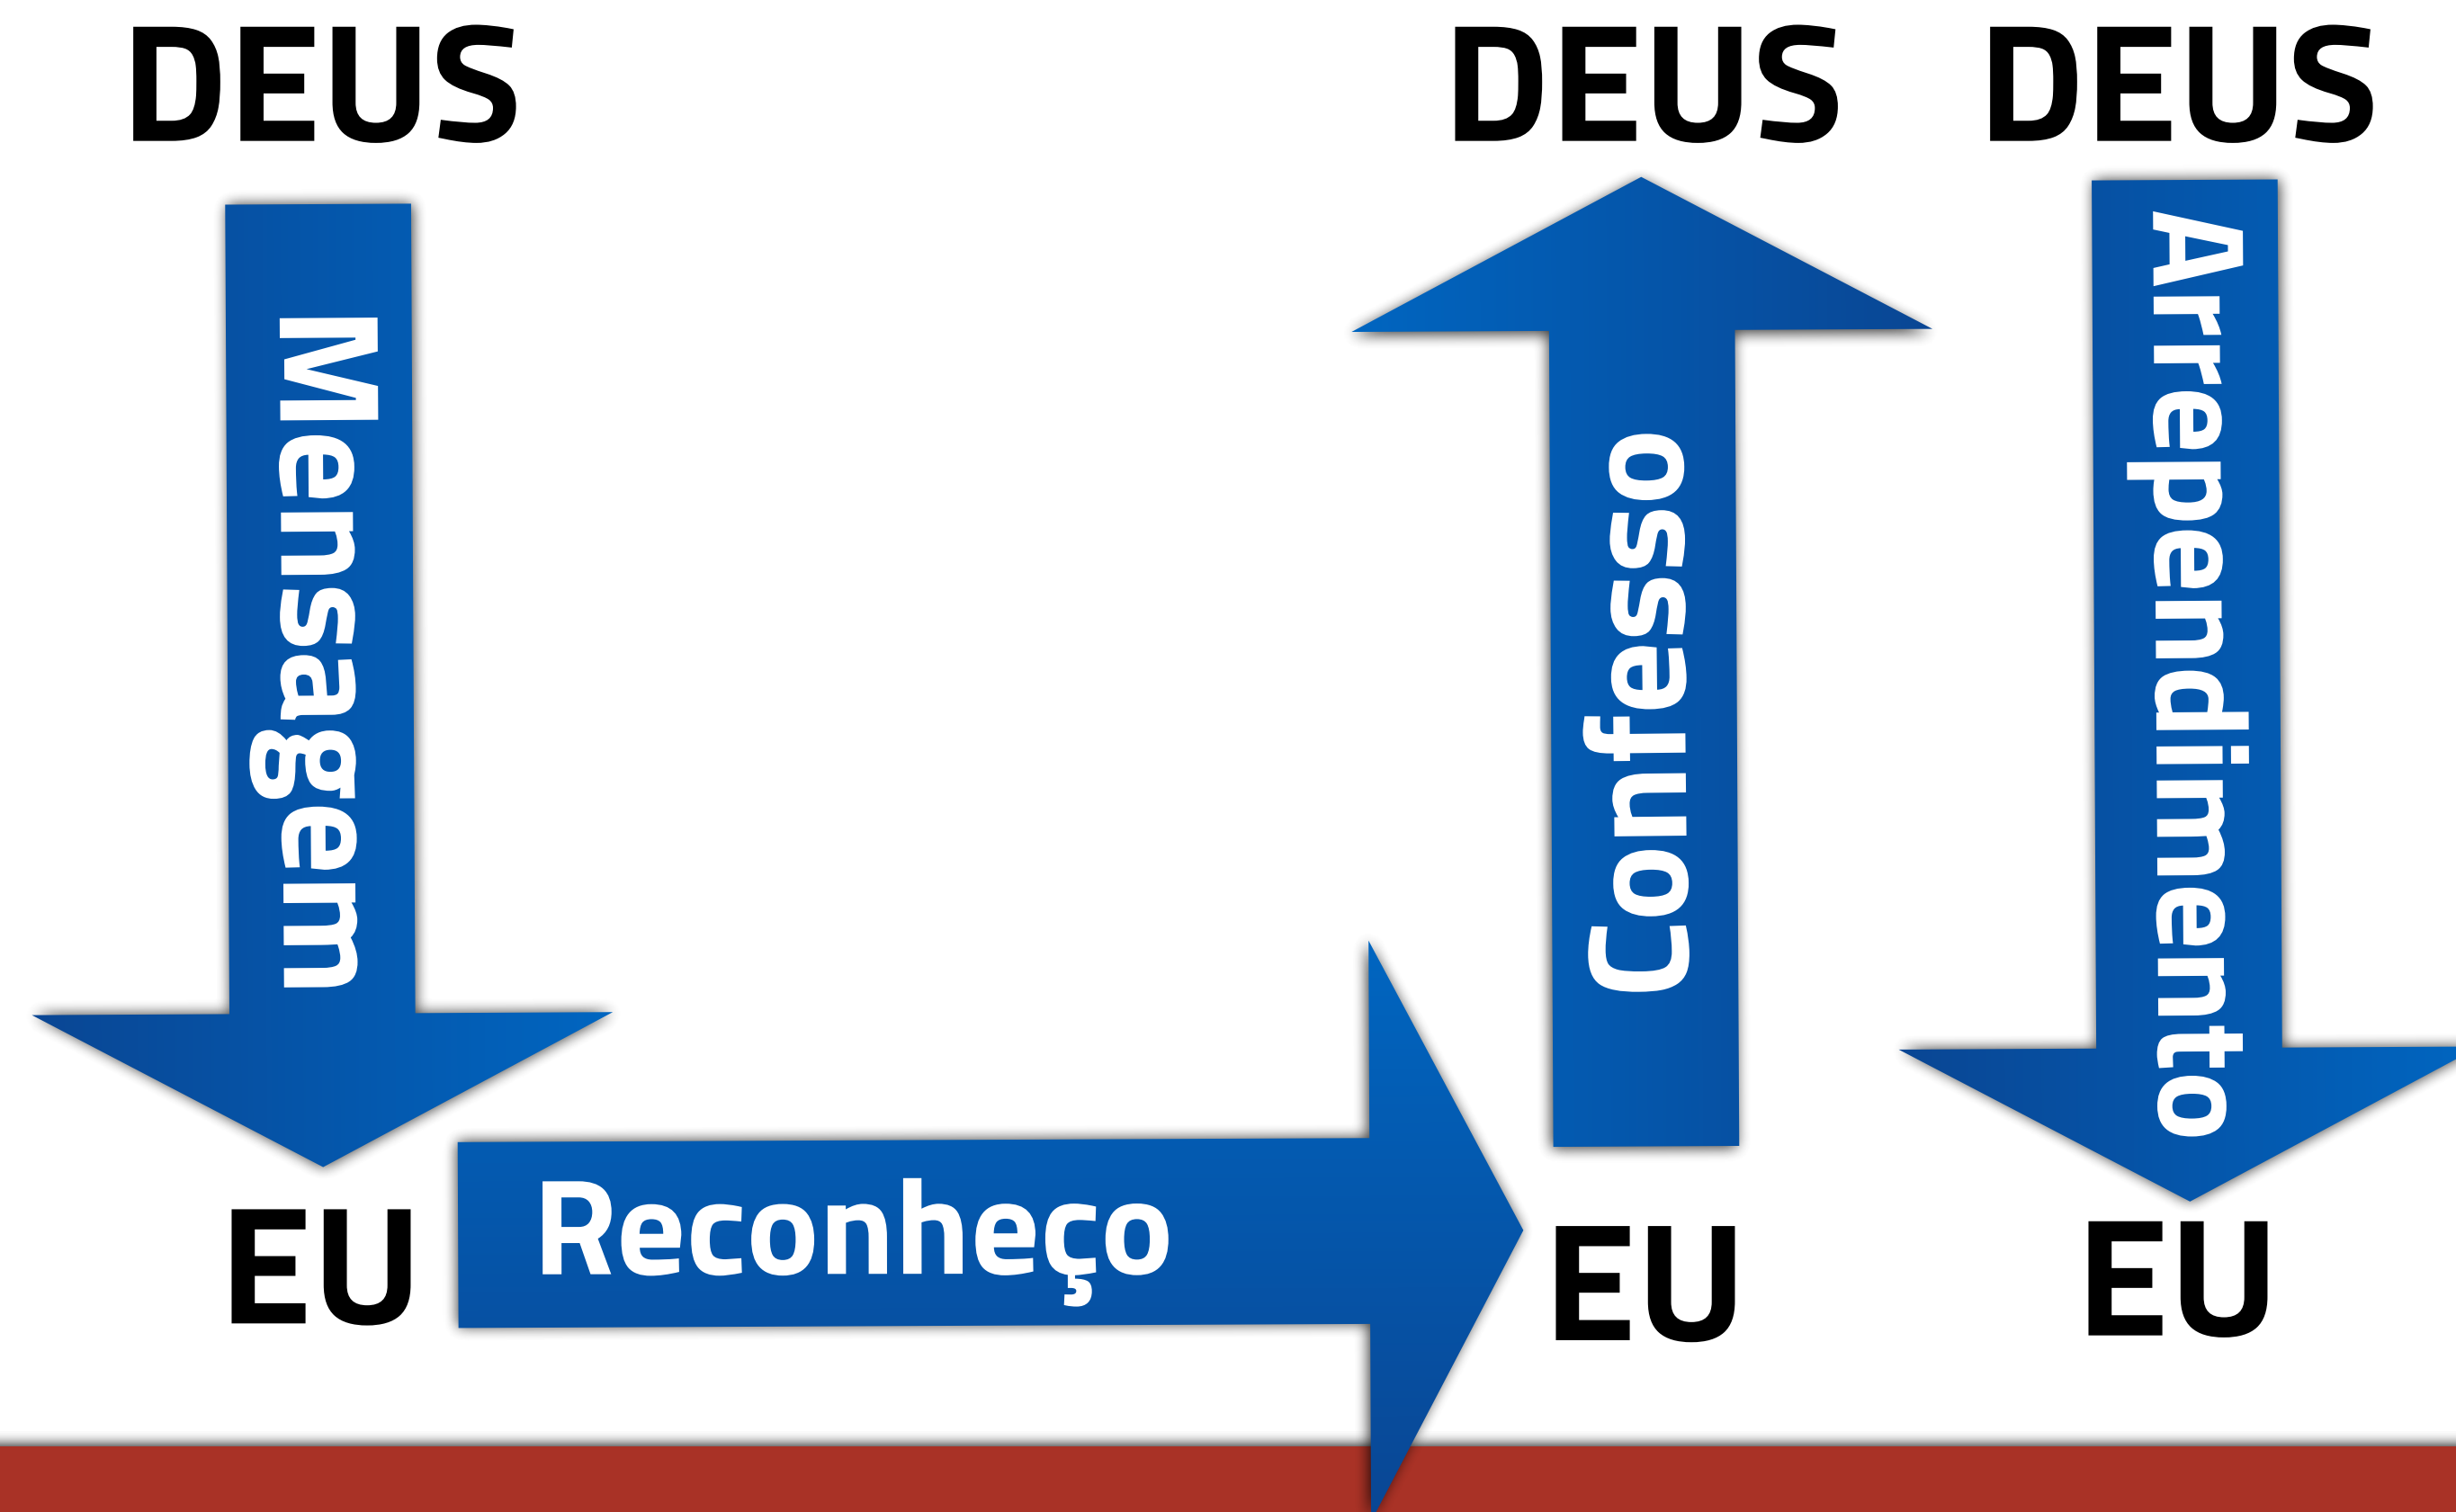 DEUS
Mensagem
EU
Reconheço
DEUS
Confesso
EU
DEUS
Arrependimento
EU